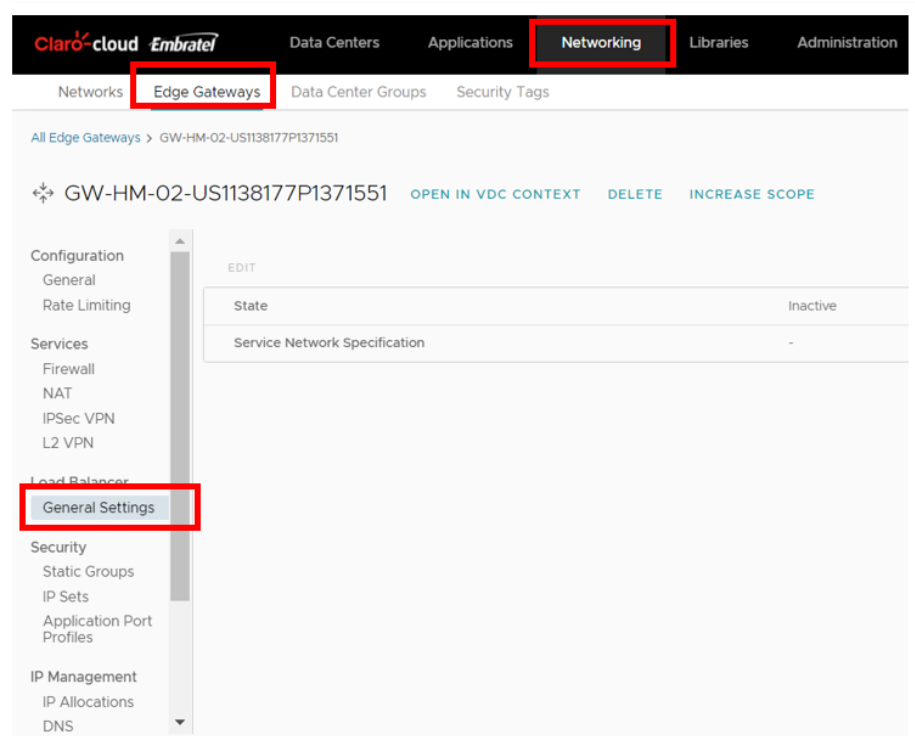 Claro-cloud Embratel Data Centers Applications Networking Libraries Administration
Networks Edge Gateways Data Center Groups Security Tags
All Edge Gateways > GW-HM-02-US1138177P1371551
GW-HM-02-US1138177P1371551 OPEN IN VDC CONTEXT DELETE INCREASE SCOPE
Configuration
General
Rate Limiting
Services
Firewall
NAT
IPSec VPN
L2 VPN
Load Balancer
General Settings
Security
Static Groups
IP Sets
Application Port
Profiles
IP Management
IP Allocations
DNS
EDIT
State Inactive
Service Network Specification -